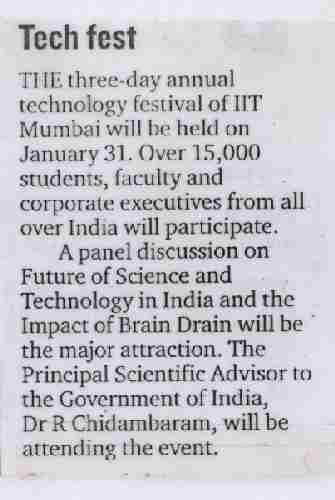 Tech fest
THE three-day annual
technology festival of IIT
Mumbai will be held on
January 31. Over 15,000
students, faculty and
corporate executives from all
over India will participate.
A panel discussion on
Future of Science and
Technology in India and the
Impact of Brain Drain will be
the major attraction. The
Principal Scientific Advisor to
the Government of India,
Dr R Chidambaram, will be
attending the event.